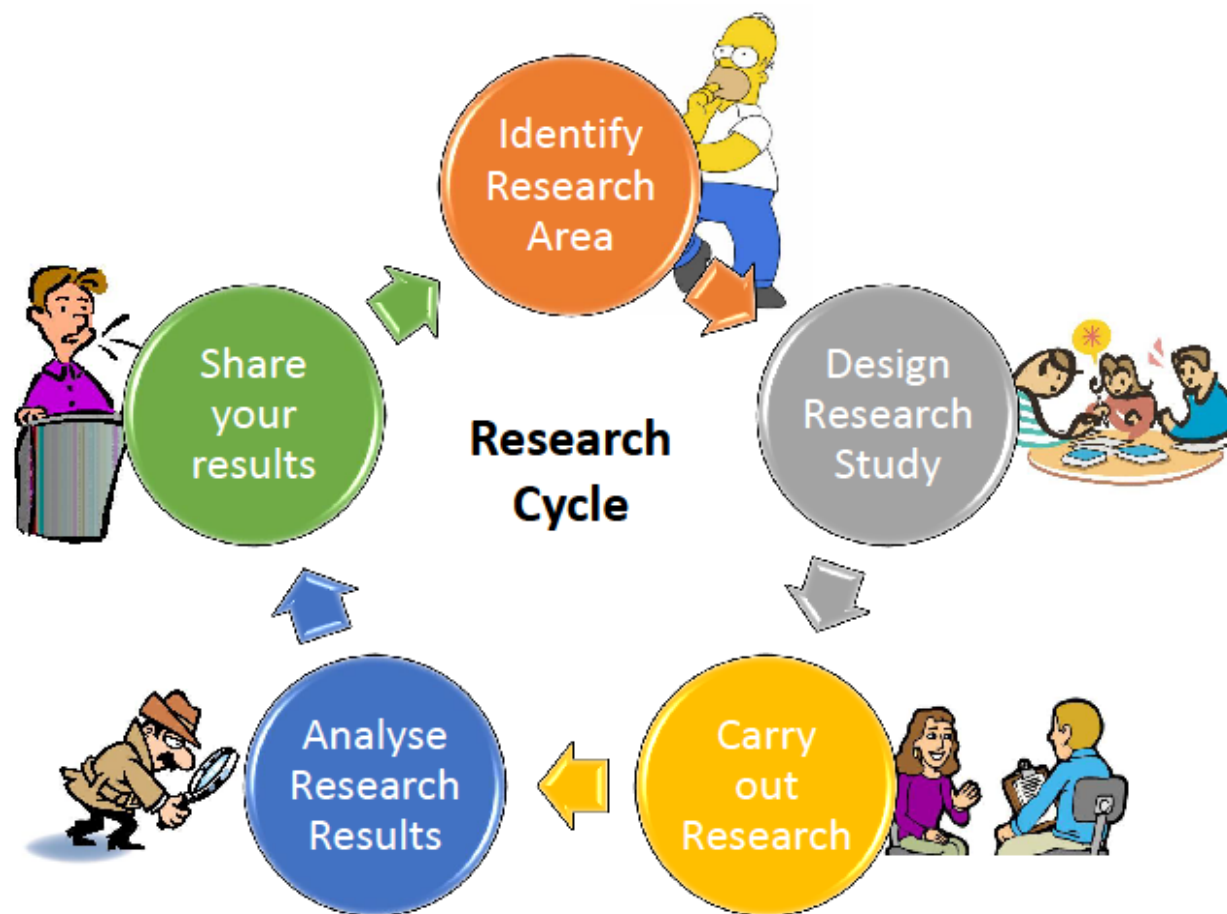 Identify
Research
Area
Design
Research
Study
Carry
out
Research
Analyse
Research
Results
Share
your
results
Research
Cycle